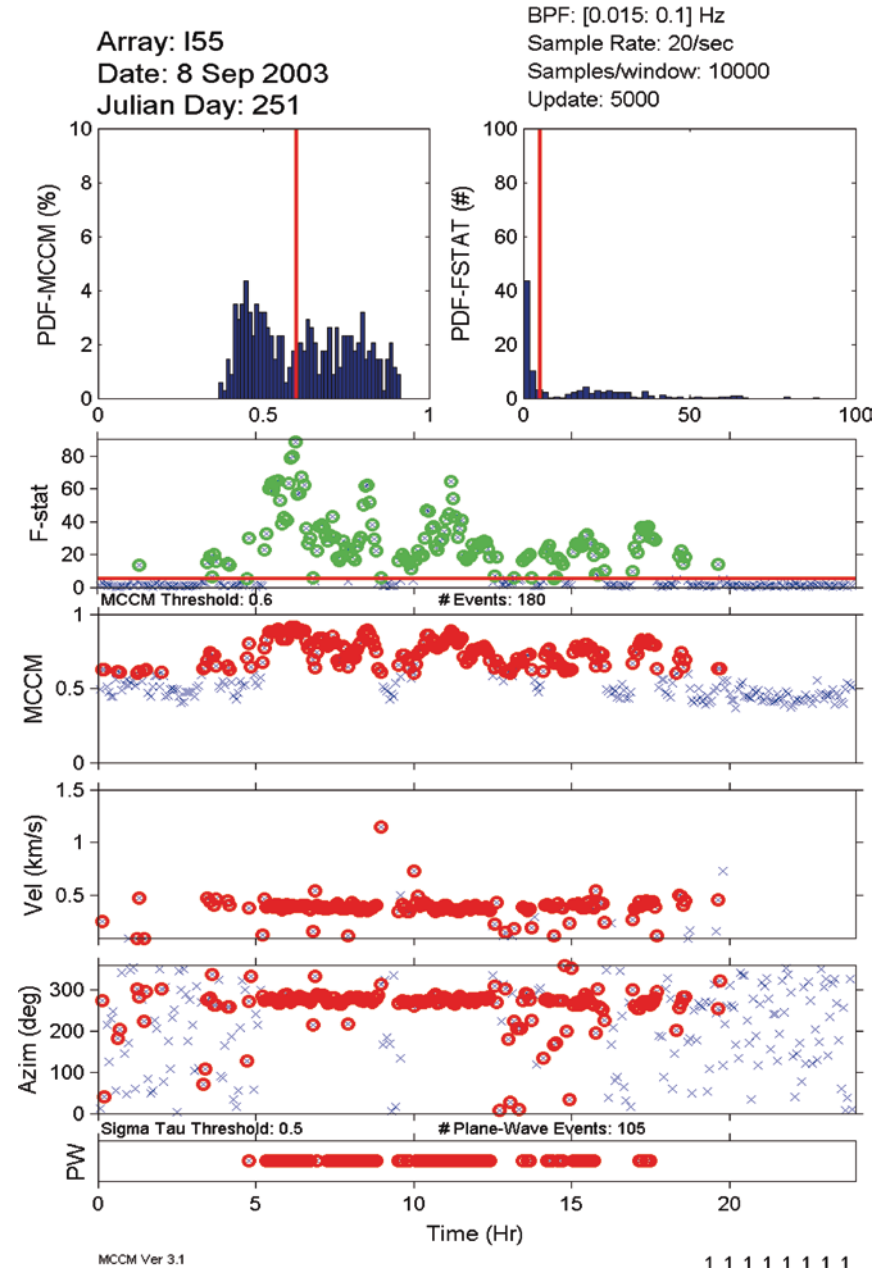 Array: I55
Date: 8 Sep 2003
Julian Day: 251
BPF: [0.015: 0.1] Hz
Sample Rate: 20/sec
Samples/window: 10000
Update: 5000
PDF-MCCM (%)
10
8
6
4
2
0
0 0.5 1
PDF-FSTAT (#)
100
80
60
40
20
0
0 50 100
F-stat
80
60
40
20
0
MCCM Threshold: 0.6 # Events: 180
MCCM
1
0.5
0
Vel (km/s)
1.5
1
0.5
Azim (deg)
300
200
100
0
Sigma Tau Threshold: 0.5 # Plane-Wave Events: 105
PW
0 5 10 15 20
Time (Hr)
MCCM Ver 3.1
1 1 1 1 1 1 1 1